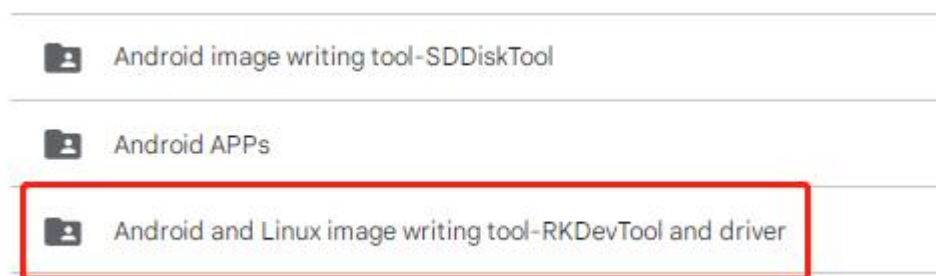 Android image writing tool-SDDiskTool
Android APPs
Android and Linux image writing tool-RKDevTool and driver